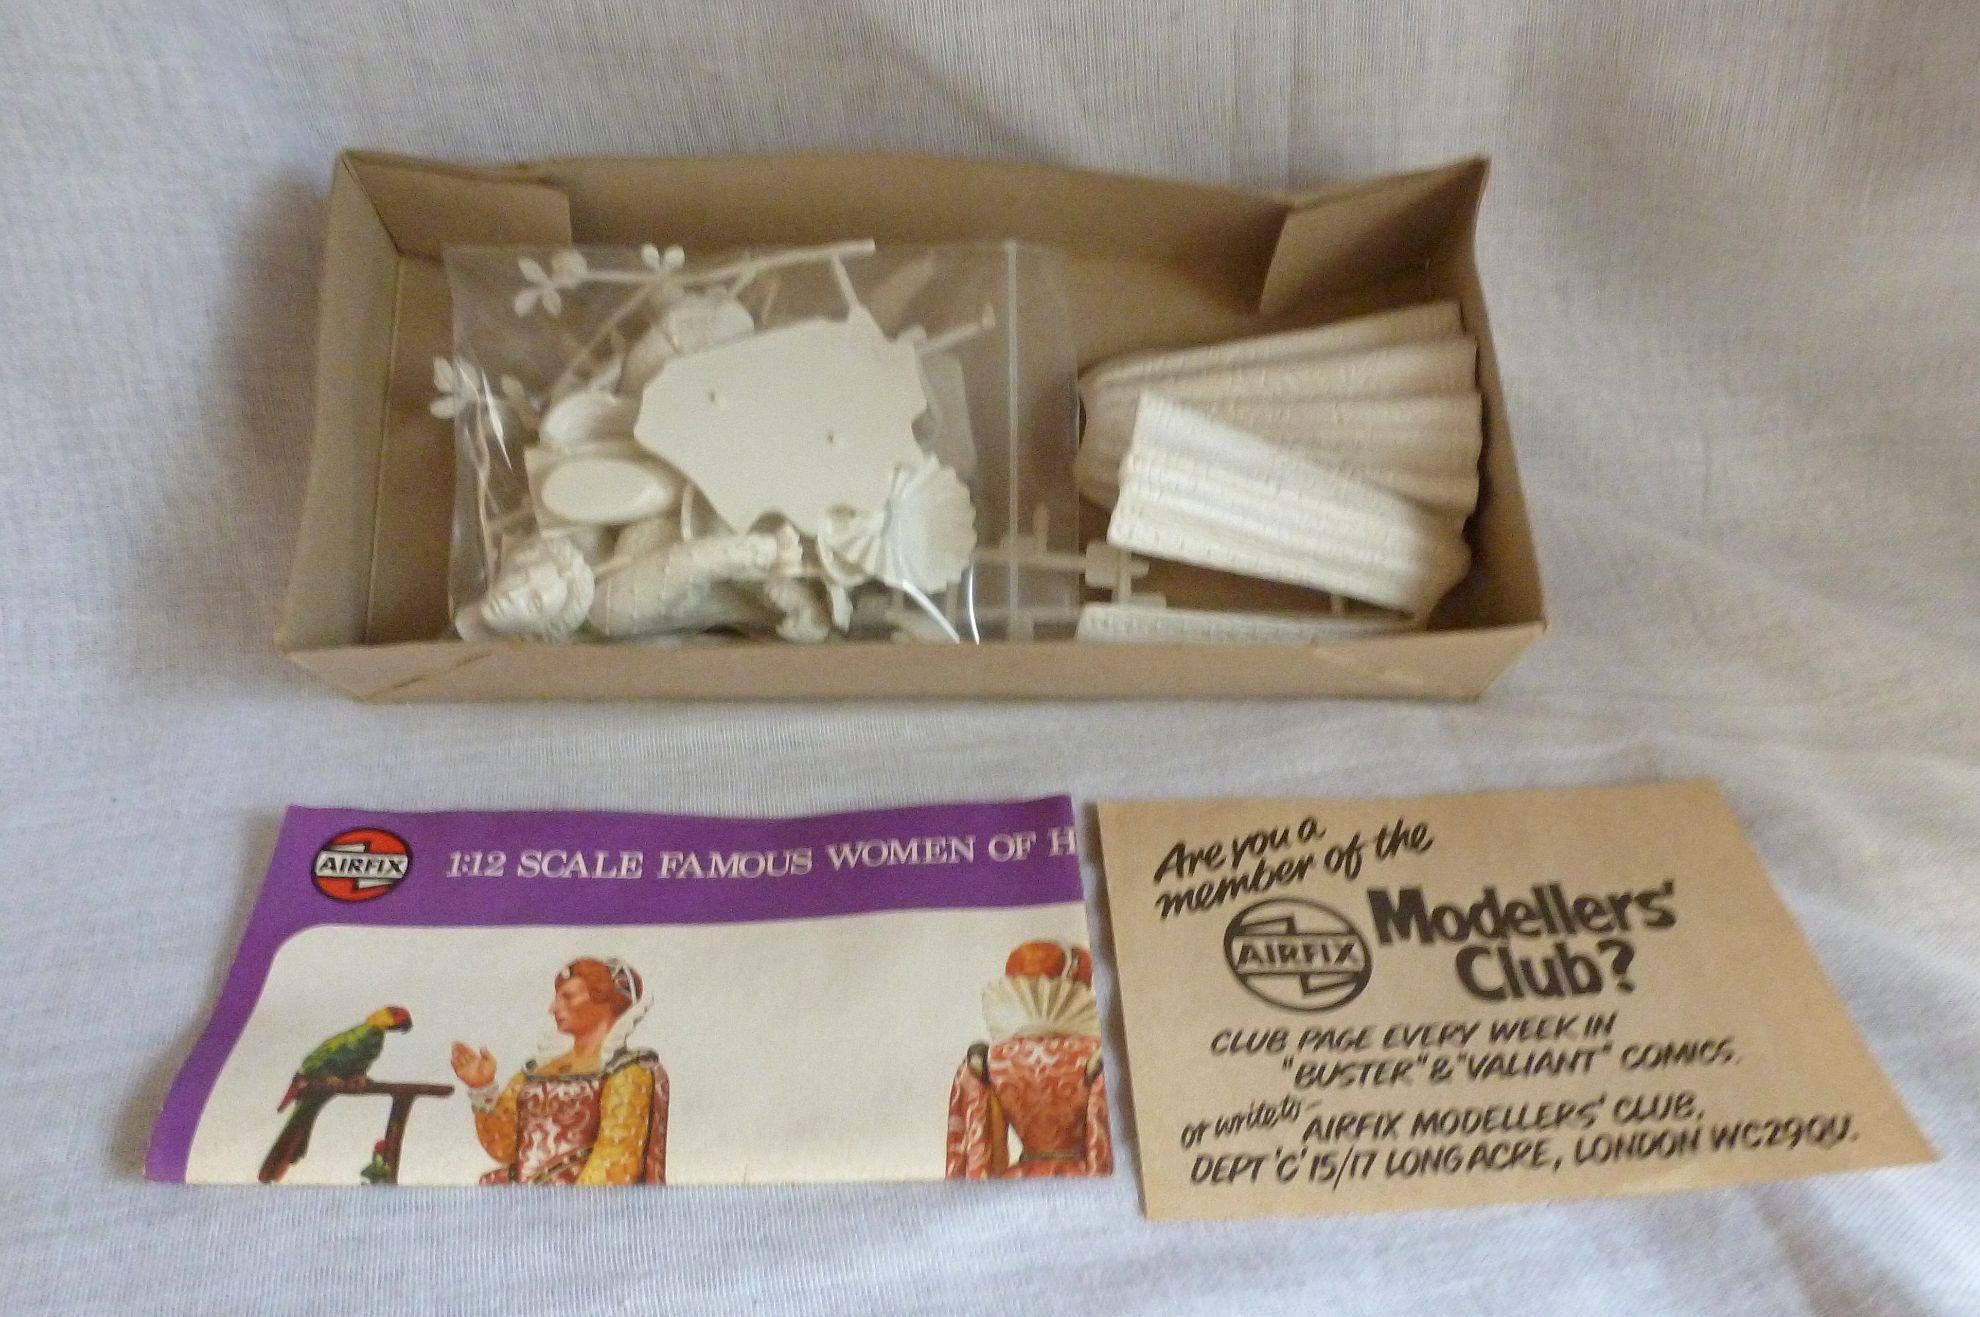 AIRFIX
1:12 SCALE FAMOUS WOMEN OF H
Are you a
member of the
AIRFIX
Modellers'
Club?
CLUB PAGE EVERY WEEK IN
"BUSTER" & "VALIANT" COMICS.
or write to - AIRFIX MODELLERS' CLUB,
DEPT 'C' 15/17 LONG ACRE, LONDON WC2 9QU.